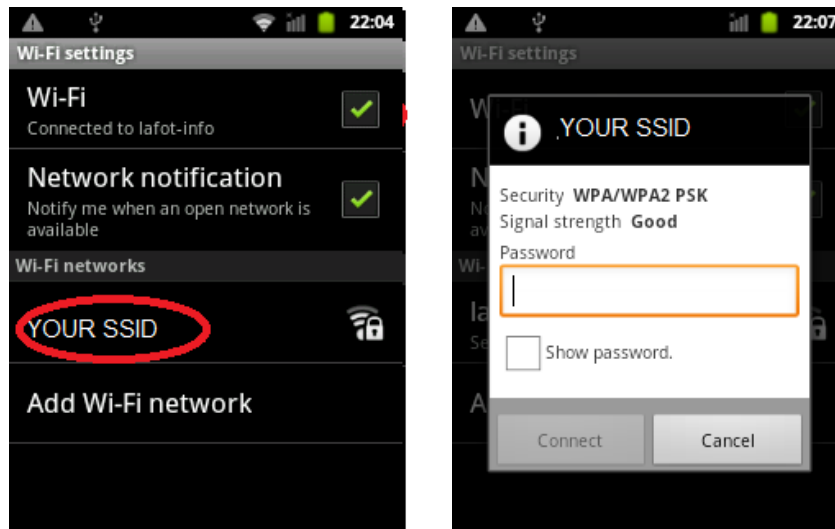 22:04
Wi-Fi settings
Wi-Fi
Connected to lafot-info
Network notification
Notify me when an open network is
available
Wi-Fi networks
YOUR SSID
Add Wi-Fi network
22:07
Wi-Fi settings
.YOUR SSID
Security WPA/WPA2 PSK
Signal strength Good
Password
Show password.
Connect Cancel